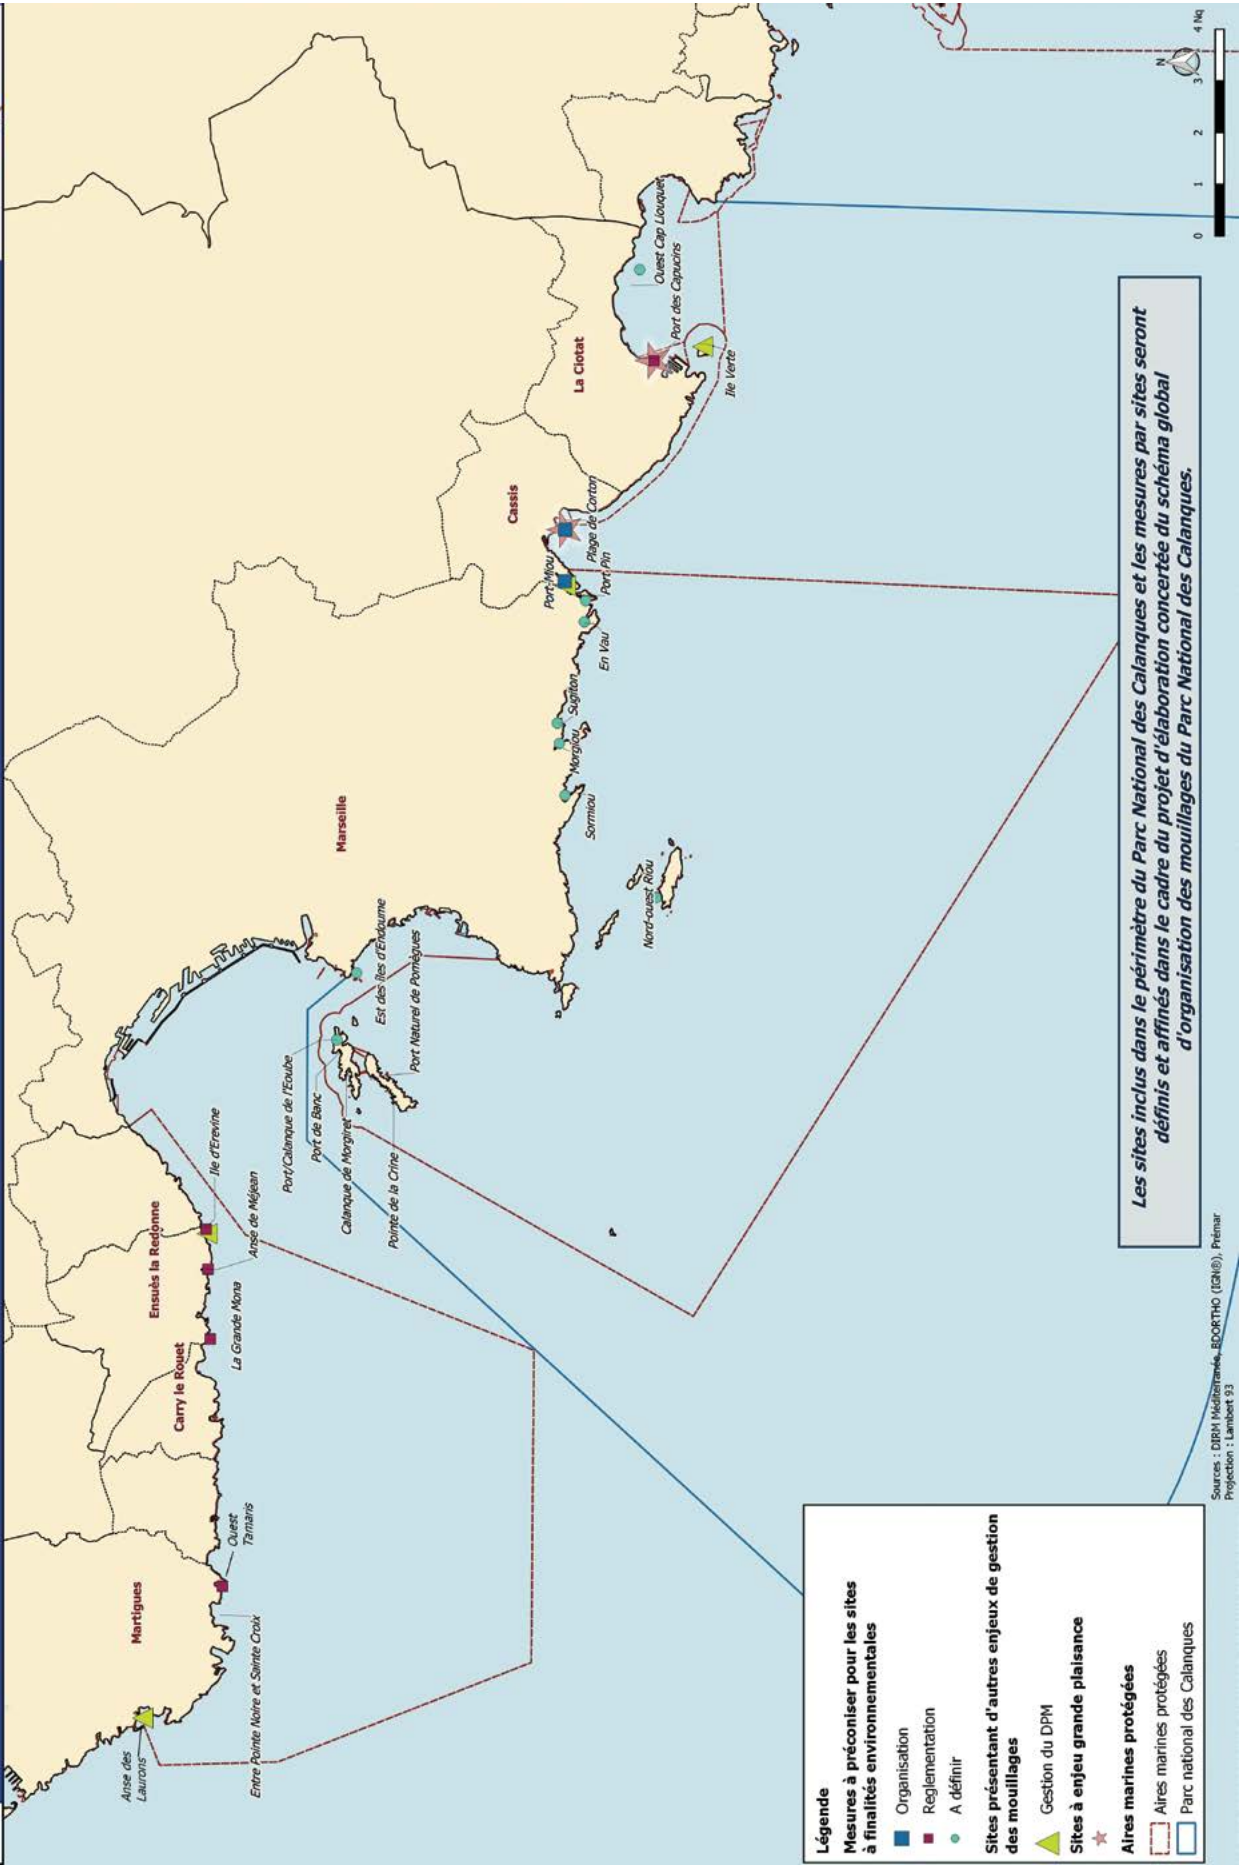 Martigues
Anse des
Laurons
Entre Pointe Noire et Sainte Croix
Ouest
Tamaris
Carry le Rouet
La Grande Mona
Ensuès la Redonne
Anse de Méjean
Ile d'Erevine
Port/Calanque de l'Eoube
Port de Banc
Calanque de Morgiret
Pointe de la Crine
Port Naturel de Pomègues
Est des îles d'Endoume
Marseille
Nord-ouest Riou
Sormiou
Morgiou
Sugiton
En Vau
Port-Miou
Port Pin
Plage de Corton
Cassis
La Ciotat
Ile Verte
Port des Capucins
Ouest Cap Liouquet
N
0 1 2 3 4 Nq
Les sites inclus dans le périmètre du Parc National des Calanques et les mesures par sites seront
définis et affinés dans le cadre du projet d'élaboration concertée du schéma global
d'organisation des mouillages du Parc National des Calanques.
Légende
Mesures à préconiser pour les sites
à finalités environnementales
Organisation
Reglementation
A définir
Sites présentant d'autres enjeux de gestion
des mouillages
Gestion du DPM
Sites à enjeu grande plaisance
Aires marines protégées
Aires marines protégées
Parc national des Calanques
Sources : DIRM Méditerranée, BDORTHO (IGN®), Prémar
Projection : Lambert 93